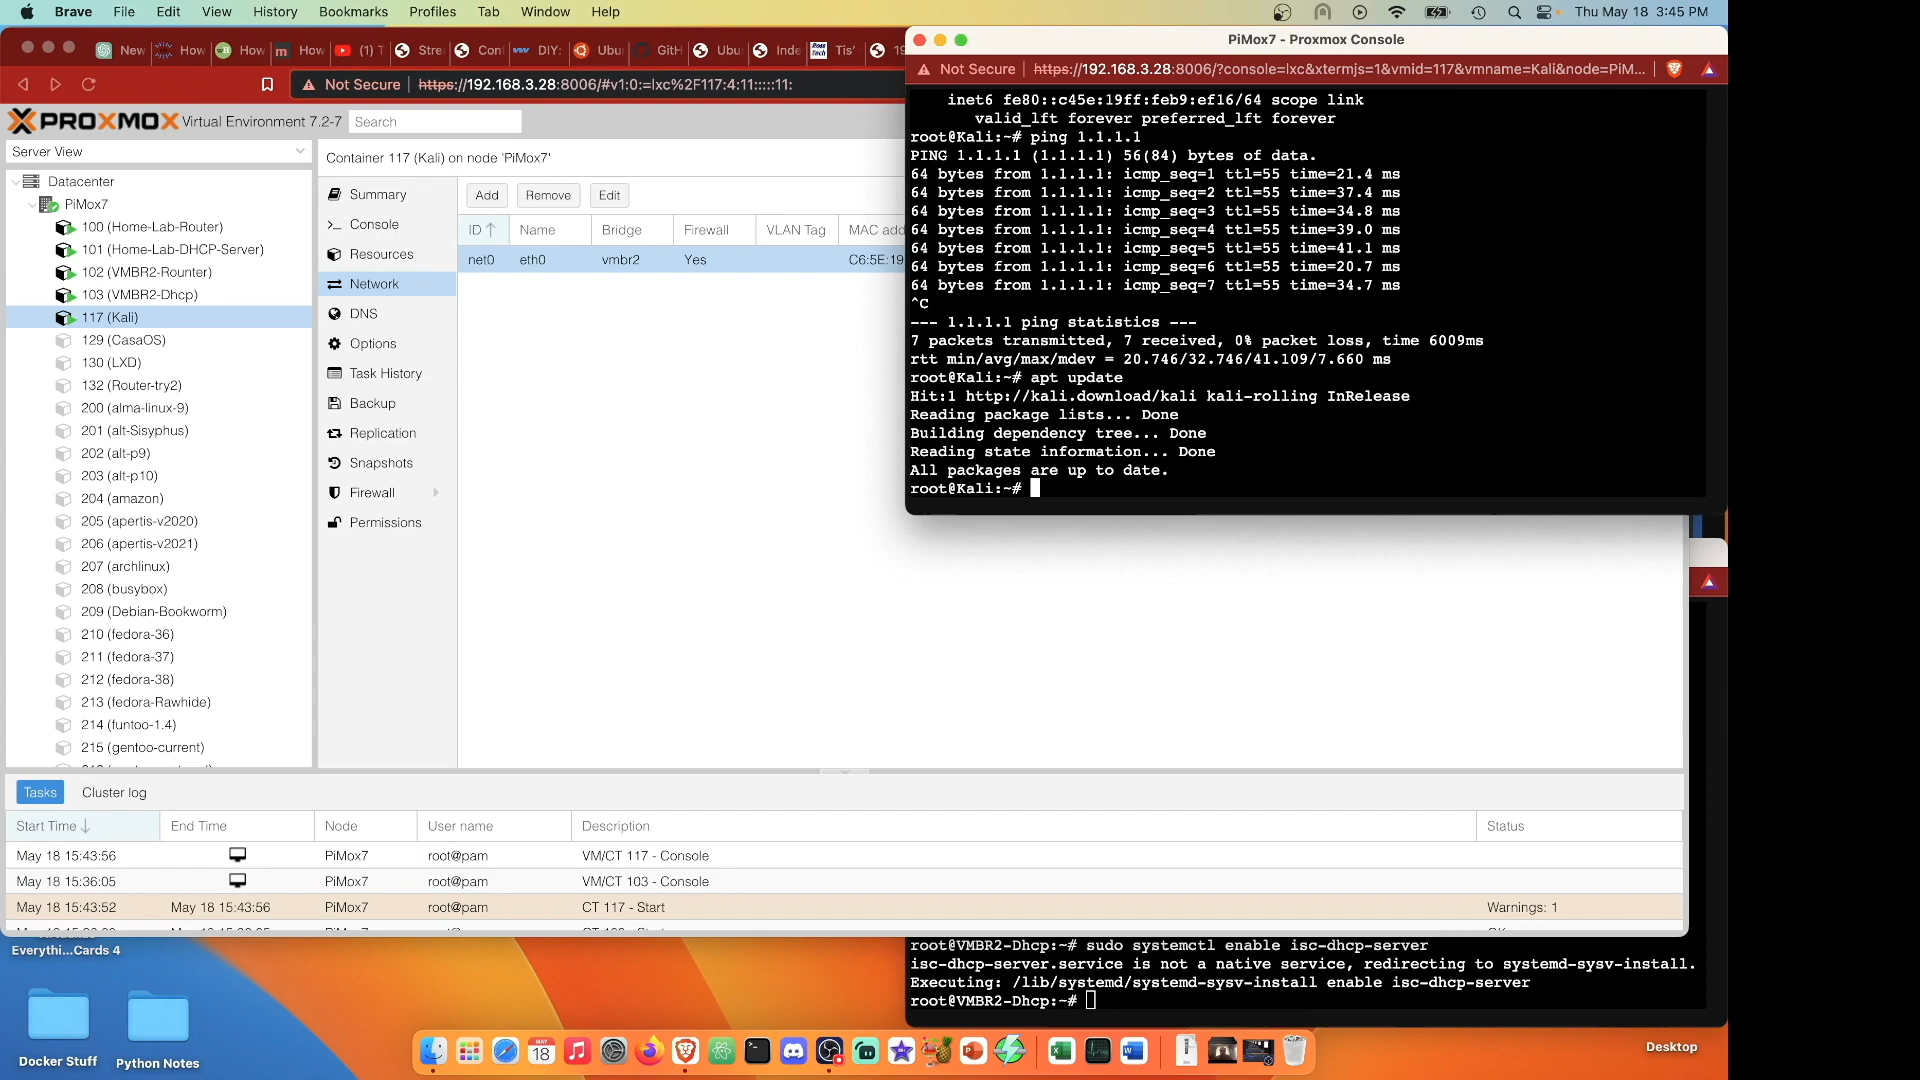 Brave File Edit View History Bookmarks Profiles Tab Window Help
Thu May 18 3:45 PM
New How How How (1) T Stre Con DIY: Ubu GitH Ubu Inde Tis'
Not Secure https://192.168.3.28:8006/#v1:0:=lxc%2F117:4:11:::::11:
PROXMOX Virtual Environment 7.2-7 Search
Server View
Datacenter
PiMox7
100 (Home-Lab-Router)
101 (Home-Lab-DHCP-Server)
102 (VMBR2-Rounter)
103 (VMBR2-Dhcp)
117 (Kali)
129 (CasaOS)
130 (LXD)
132 (Router-try2)
200 (alma-linux-9)
201 (alt-Sisyphus)
202 (alt-p9)
203 (alt-p10)
204 (amazon)
205 (apertis-v2020)
206 (apertis-v2021)
207 (archlinux)
208 (busybox)
209 (Debian-Bookworm)
210 (fedora-36)
211 (fedora-37)
212 (fedora-38)
213 (fedora-Rawhide)
214 (funtoo-1.4)
215 (gentoo-current)
Container 117 (Kali) on node 'PiMox7'
Summary
Console
Resources
Network
DNS
Options
Task History
Backup
Replication
Snapshots
Firewall
Permissions
Add Remove Edit
ID Name Bridge Firewall VLAN Tag MAC add
net0 eth0 vmbr2 Yes C6:5E:19
PiMox7 - Proxmox Console
Not Secure https://192.168.3.28:8006/?console=lxc&xtermjs=1&vmid=117&vmname=Kali&node=PiM...
inet6 fe80::c45e:19ff:feb9:ef16/64 scope link
valid_lft forever preferred_lft forever
root@Kali:~# ping 1.1.1.1
PING 1.1.1.1 (1.1.1.1) 56(84) bytes of data.
64 bytes from 1.1.1.1: icmp_seq=1 ttl=55 time=21.4 ms
64 bytes from 1.1.1.1: icmp_seq=2 ttl=55 time=37.4 ms
64 bytes from 1.1.1.1: icmp_seq=3 ttl=55 time=34.8 ms
64 bytes from 1.1.1.1: icmp_seq=4 ttl=55 time=39.0 ms
64 bytes from 1.1.1.1: icmp_seq=5 ttl=55 time=41.1 ms
64 bytes from 1.1.1.1: icmp_seq=6 ttl=55 time=20.7 ms
64 bytes from 1.1.1.1: icmp_seq=7 ttl=55 time=34.7 ms
^C
--- 1.1.1.1 ping statistics ---
7 packets transmitted, 7 received, 0% packet loss, time 6009ms
rtt min/avg/max/mdev = 20.746/32.746/41.109/7.660 ms
root@Kali:~# apt update
Hit:1 http://kali.download/kali kali-rolling InRelease
Reading package lists... Done
Building dependency tree... Done
Reading state information... Done
All packages are up to date.
root@Kali:~#
Tasks Cluster log
Start Time End Time Node User name Description Status
May 18 15:43:56 PiMox7 root@pam VM/CT 117 - Console
May 18 15:36:05 PiMox7 root@pam VM/CT 103 - Console
May 18 15:43:52 May 18 15:43:56 PiMox7 root@pam CT 117 - Start Warnings: 1
root@VMBR2-Dhcp:~# sudo systemctl enable isc-dhcp-server
isc-dhcp-server.service is not a native service, redirecting to systemd-sysv-install.
Executing: /lib/systemd/systemd-sysv-install enable isc-dhcp-server
root@VMBR2-Dhcp:~#
Everythi...Cards 4
Docker Stuff
Python Notes
MAY
18
Desktop